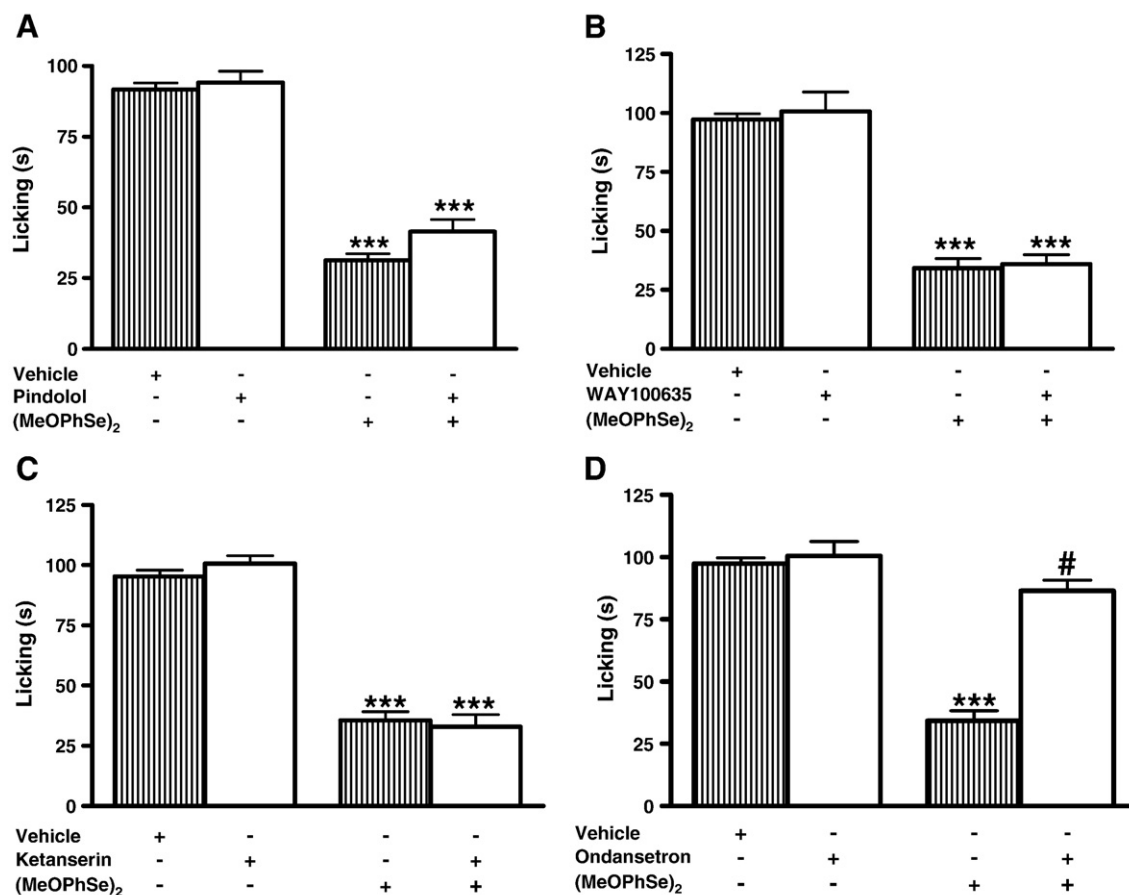 A
Licking (s)
100
75
50
25
0
***
***
Vehicle + - - -
Pindolol - + - +
(MeOPhSe)2 - - + +
B
Licking (s)
125
100
75
50
25
0
***
***
Vehicle + - - -
WAY100635 - + - +
(MeOPhSe)2 - - + +
C
Licking (s)
125
100
75
50
25
0
***
***
Vehicle + - - -
Ketanserin - + - +
(MeOPhSe)2 - - + +
D
Licking (s)
125
100
75
50
25
0
***
#
Vehicle + - - -
Ondansetron - + - +
(MeOPhSe)2 - - + +